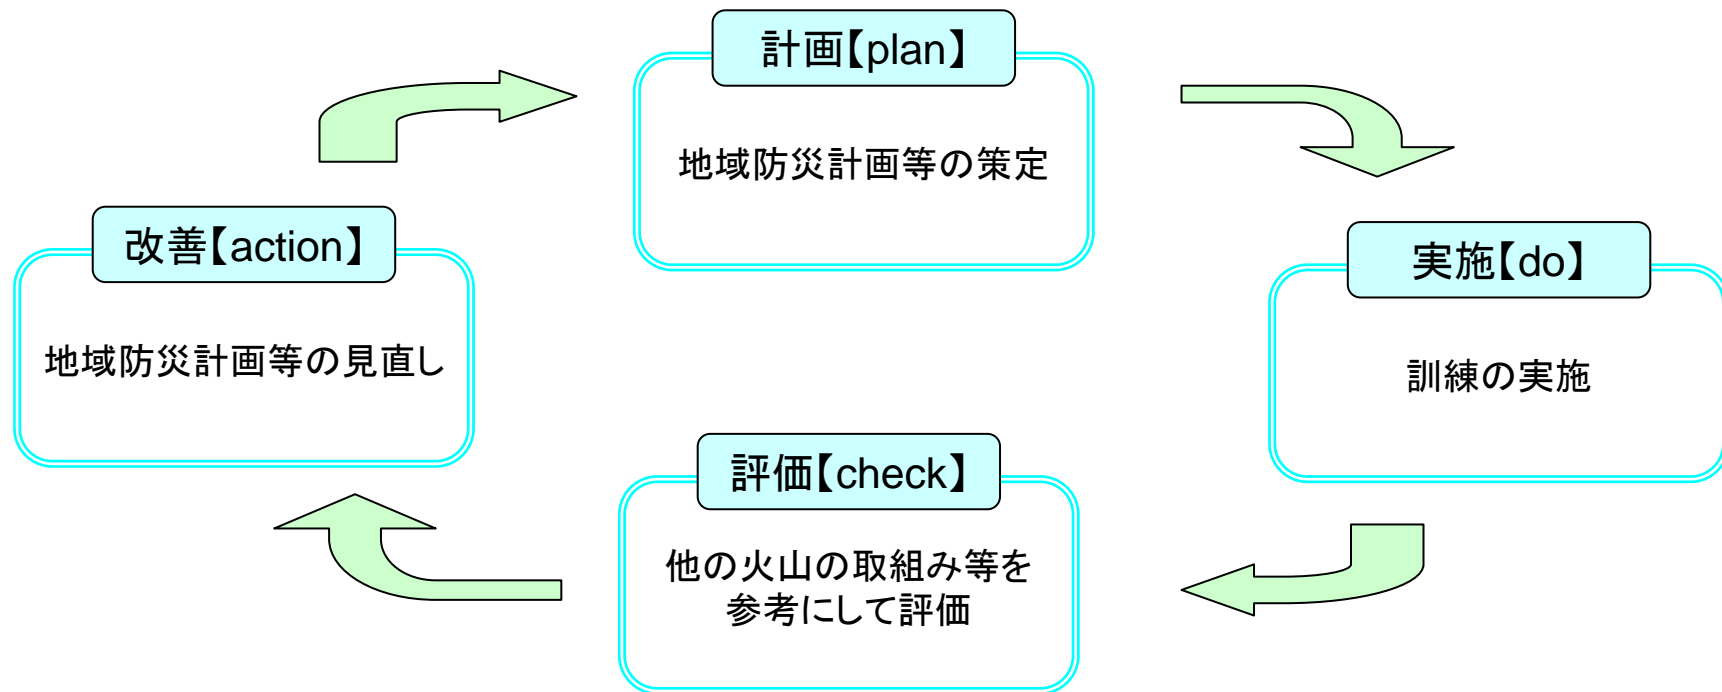 計画【plan】
地域防災計画等の策定
実施【do】
訓練の実施
評価【check】
他の火山の取組み等を
参考にして評価
改善【action】
地域防災計画等の見直し